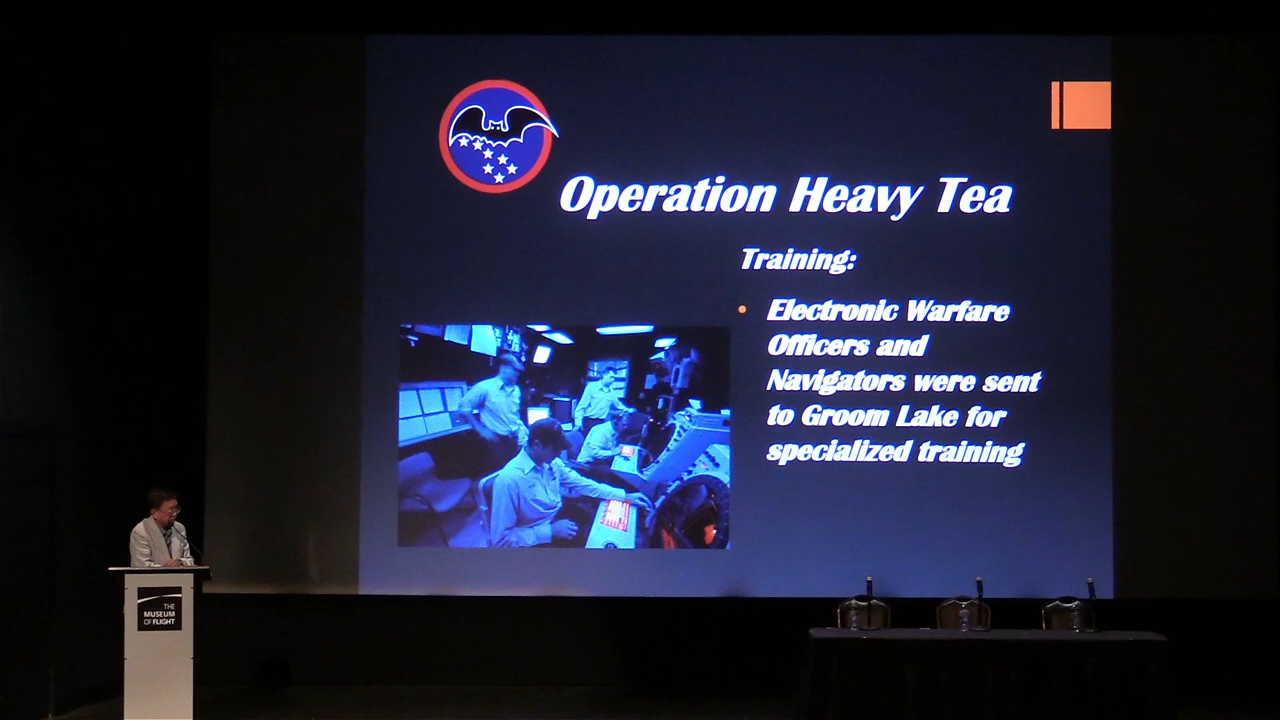 Operation Heavy Tea
Training:
Electronic Warfare
Officers and
Navigators were sent
to Groom Lake for
specialized training
THE
MUSEUM
OF FLIGHT